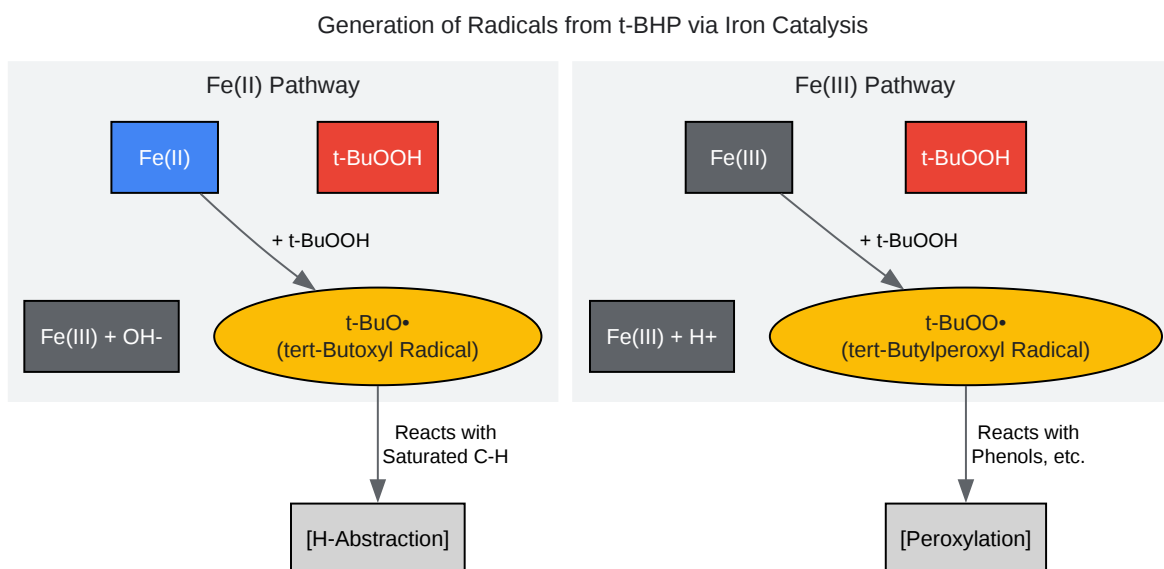 Generation of Radicals from t-BHP via Iron Catalysis
Fe(II) Pathway
Fe(II)
t-BuOOH
+ t-BuOOH
Fe(III) + OH-
t-BuO•
(tert-Butoxyl Radical)
Reacts with
Saturated C-H
[H-Abstraction]
Fe(III) Pathway
Fe(III)
t-BuOOH
+ t-BuOOH
Fe(III) + H+
t-BuOO•
(tert-Butylperoxyl Radical)
Reacts with
Phenols, etc.
[Peroxylation]